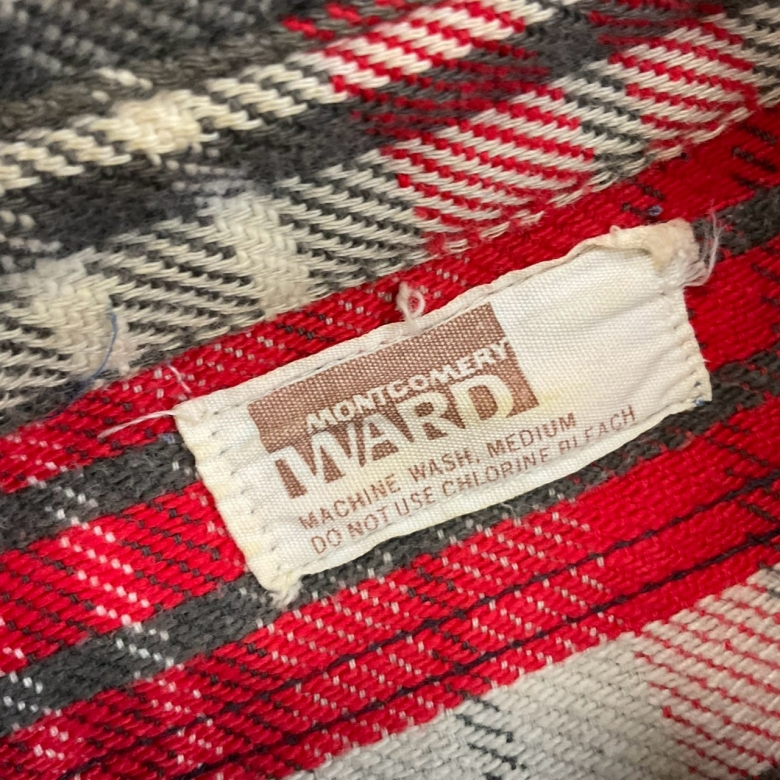 MONTGOMERY
WARD
MACHINE WASH, MEDIUM
DO NOT USE CHLORINE BLEACH